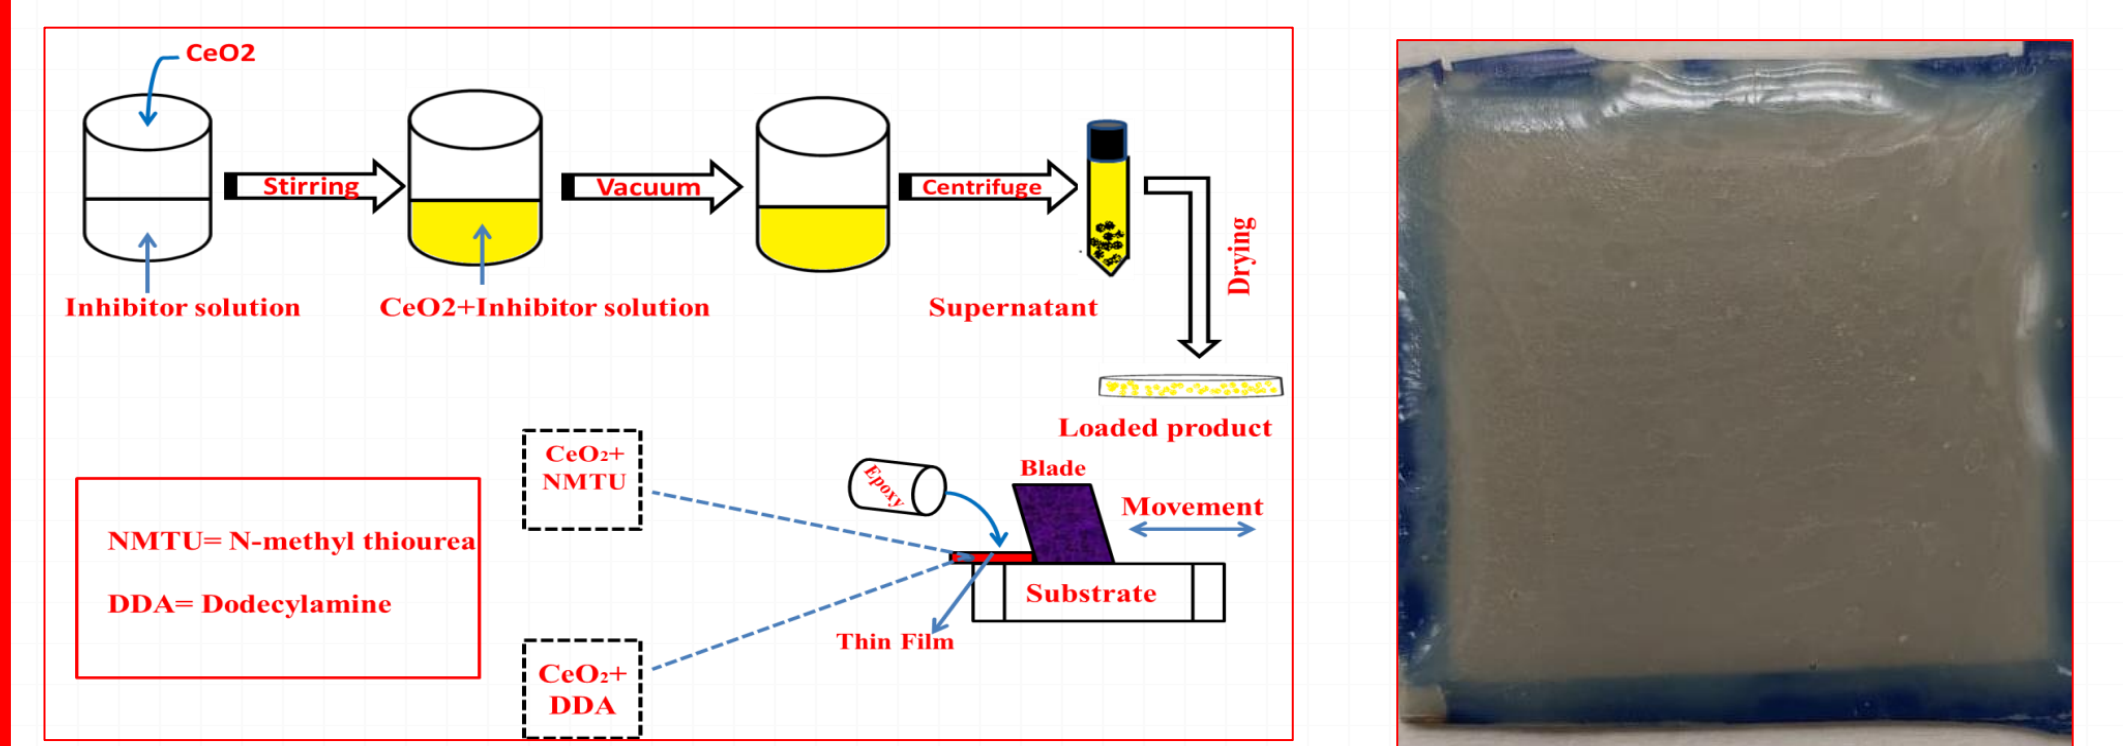 CeO2
Stirring
Vacuum
Centrifuge
Drying
Inhibitor solution
CeO2+Inhibitor solution
Supernatant
Loaded product
CeO₂+
NMTU
Epoxy
Blade
Movement
NMTU= N-methyl thiourea
DDA= Dodecylamine
Substrate
Thin Film
CeO₂+
DDA